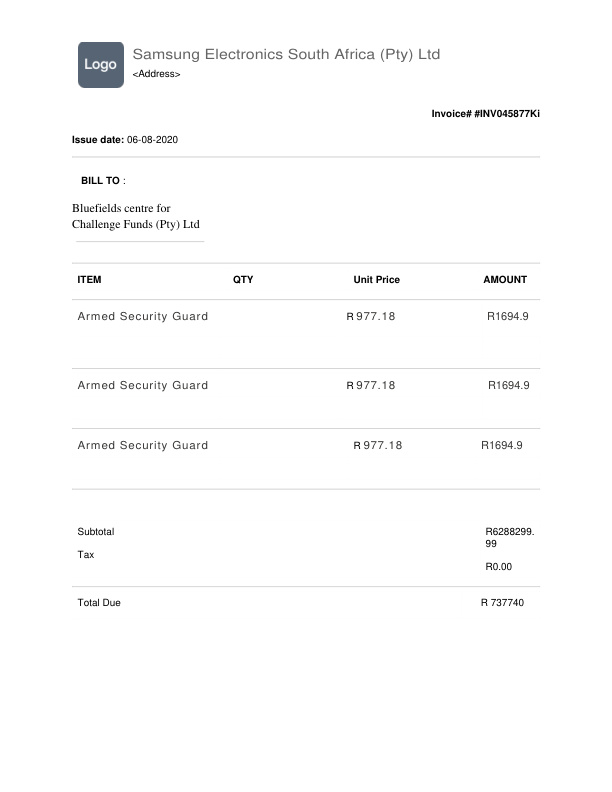 Logo
Samsung Electronics South Africa (Pty) Ltd
<Address>
Invoice# #INV045877Ki
Issue date: 06-08-2020
BILL TO :
Bluefields centre for
Challenge Funds (Pty) Ltd
ITEM QTY Unit Price AMOUNT
Armed Security Guard R 977.18 R1694.9
Armed Security Guard R 977.18 R1694.9
Armed Security Guard R 977.18 R1694.9
Subtotal R6288299.
99
Tax
R0.00
Total Due R 737740